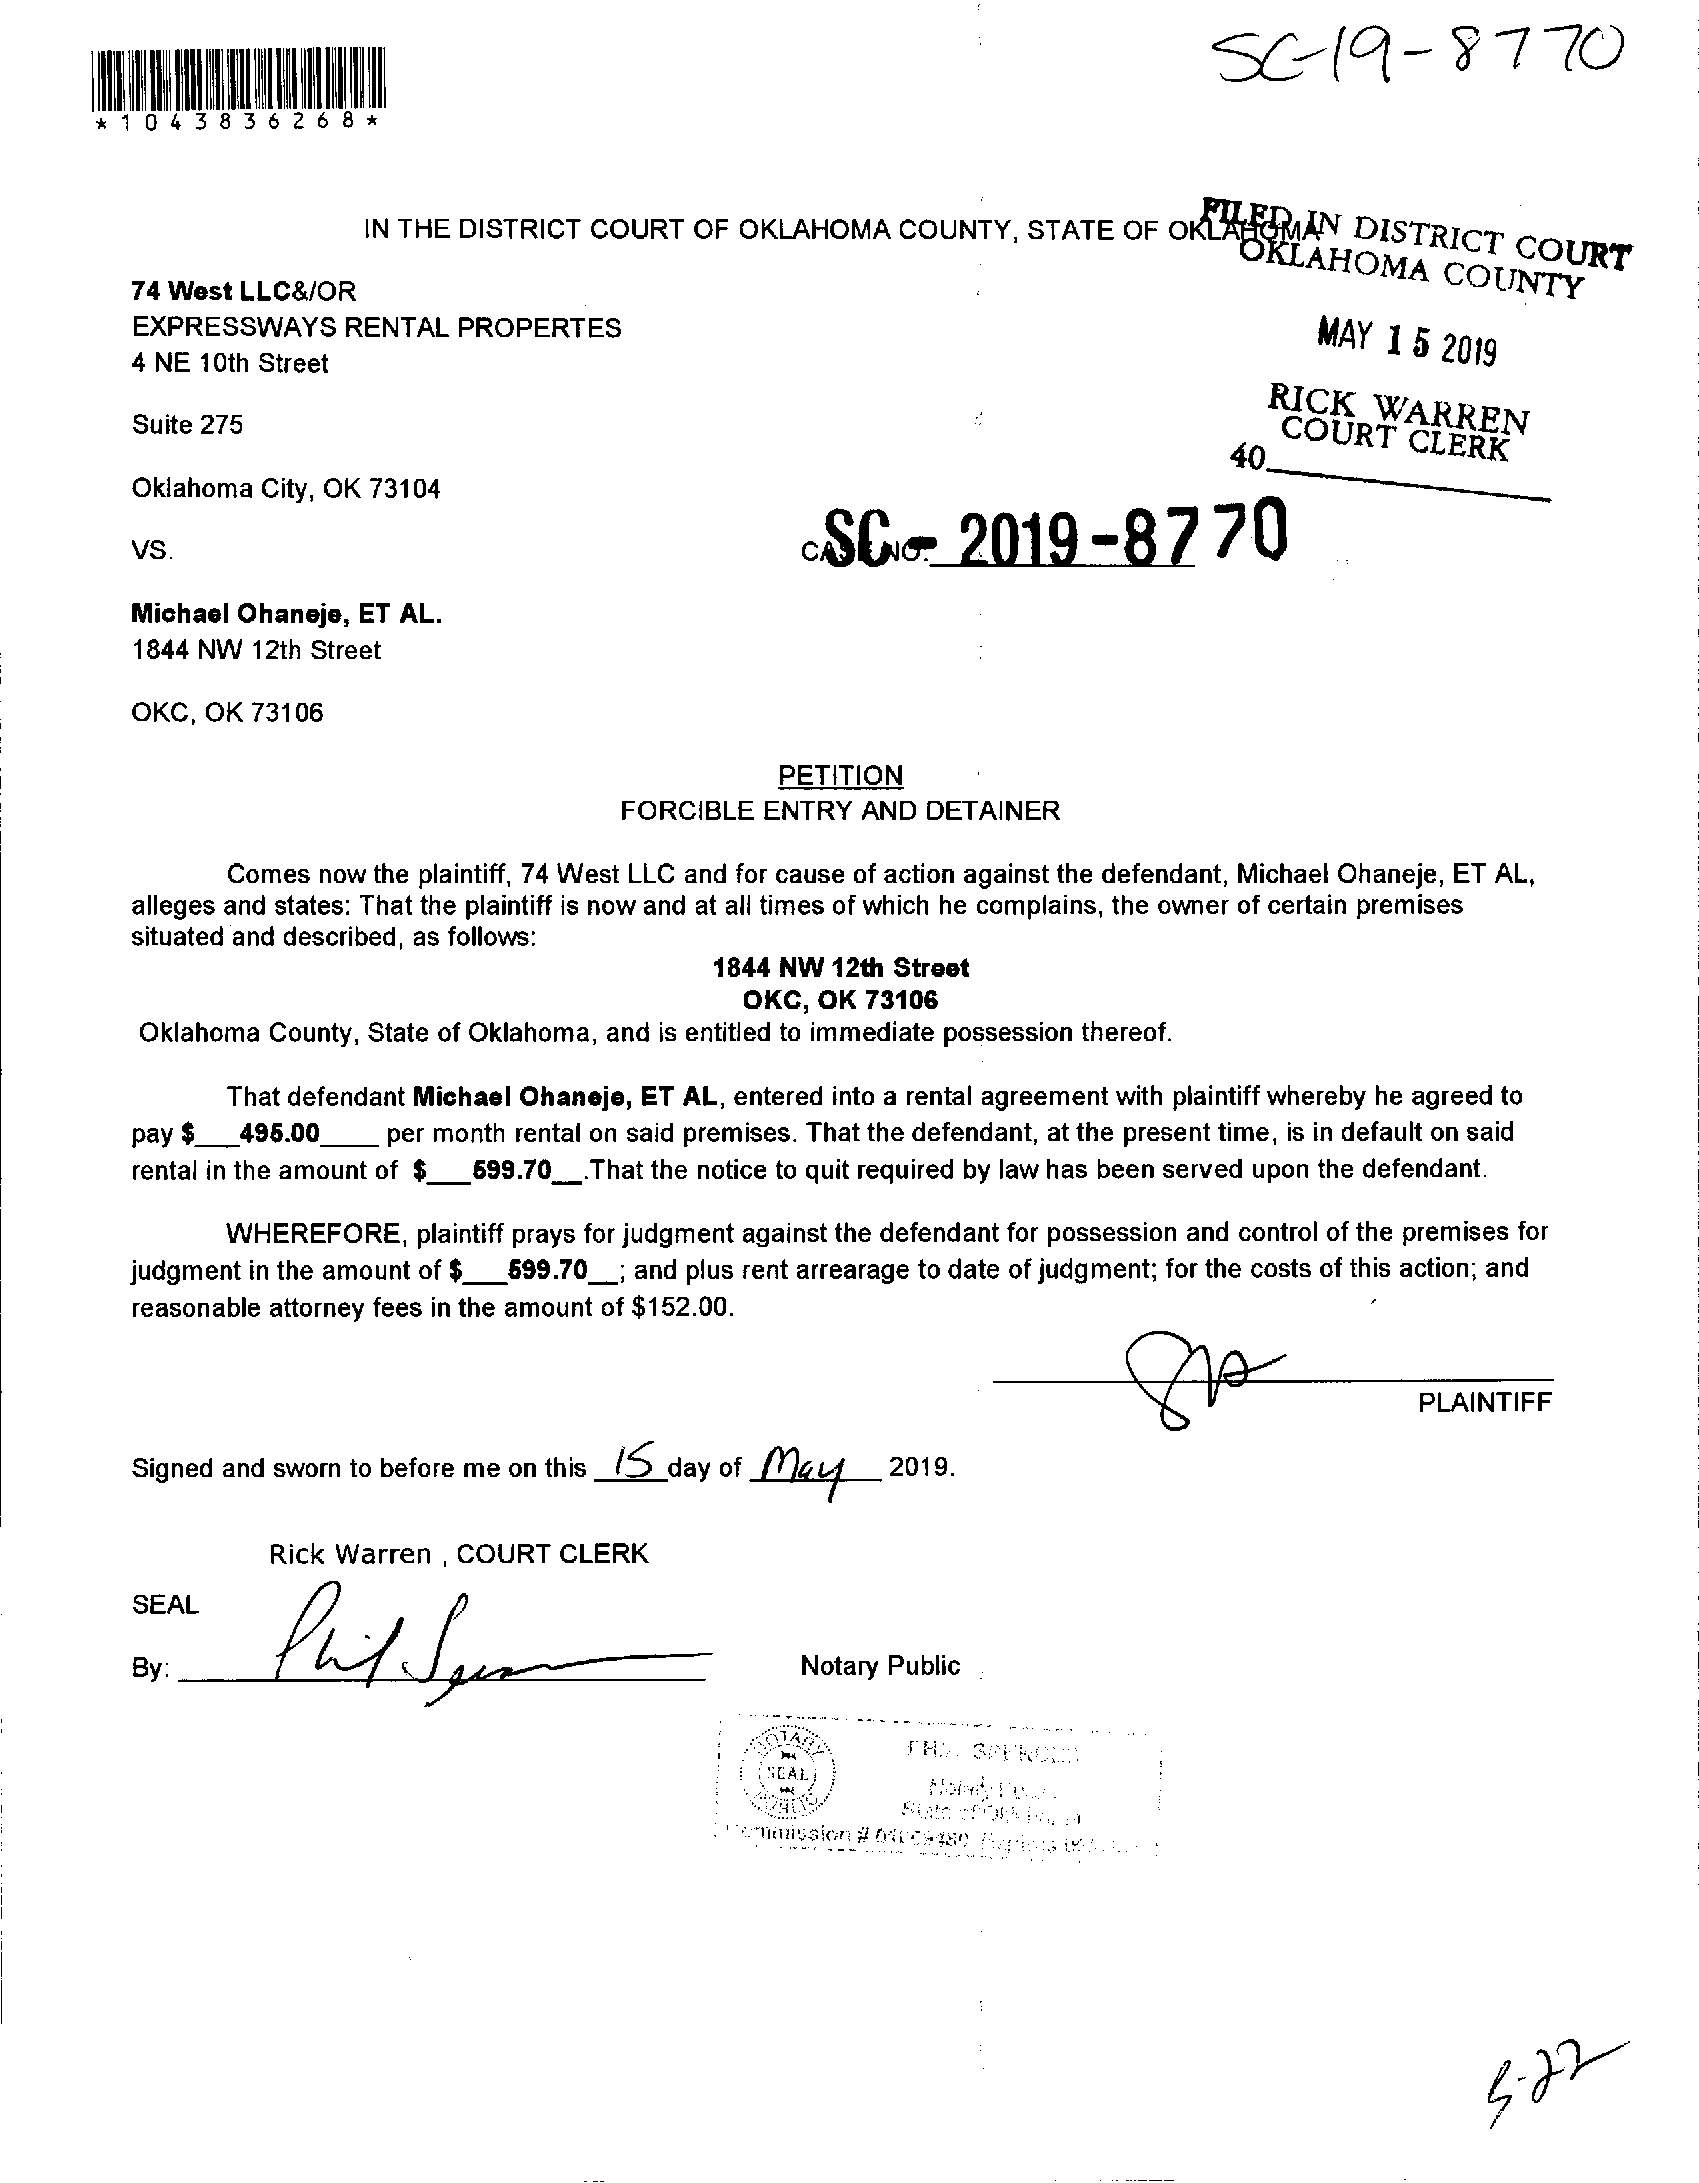 SC-19-8770
*1043836268*
IN THE DISTRICT COURT OF OKLAHOMA COUNTY, STATE OF OKLAHOMA
FILED IN DISTRICT COURT
OKLAHOMA COUNTY
74 West LLC&/OR
EXPRESSWAYS RENTAL PROPERTES
4 NE 10th Street
MAY 15 2019
RICK WARREN
COURT CLERK
40
Suite 275
Oklahoma City, OK 73104
VS.
CASE NO. SC - 2019 - 8770
Michael Ohaneje, ET AL.
1844 NW 12th Street
OKC, OK 73106
PETITION
FORCIBLE ENTRY AND DETAINER
Comes now the plaintiff, 74 West LLC and for cause of action against the defendant, Michael Ohaneje, ET AL,
alleges and states: That the plaintiff is now and at all times of which he complains, the owner of certain premises
situated and described, as follows:
1844 NW 12th Street
OKC, OK 73106
Oklahoma County, State of Oklahoma, and is entitled to immediate possession thereof.
That defendant Michael Ohaneje, ET AL, entered into a rental agreement with plaintiff whereby he agreed to
pay $___495.00____ per month rental on said premises. That the defendant, at the present time, is in default on said
rental in the amount of $___599.70__.That the notice to quit required by law has been served upon the defendant.
WHEREFORE, plaintiff prays for judgment against the defendant for possession and control of the premises for
judgment in the amount of $___599.70__; and plus rent arrearage to date of judgment; for the costs of this action; and
reasonable attorney fees in the amount of $152.00.
PLAINTIFF
Signed and sworn to before me on this 15 day of May 2019.
Rick Warren , COURT CLERK
SEAL
By: Phil Spencer
Notary Public
NOTARY
SEAL
PUBLIC
PHIL SPENCER
Notary Public
State of Oklahoma
Commission #
5-22